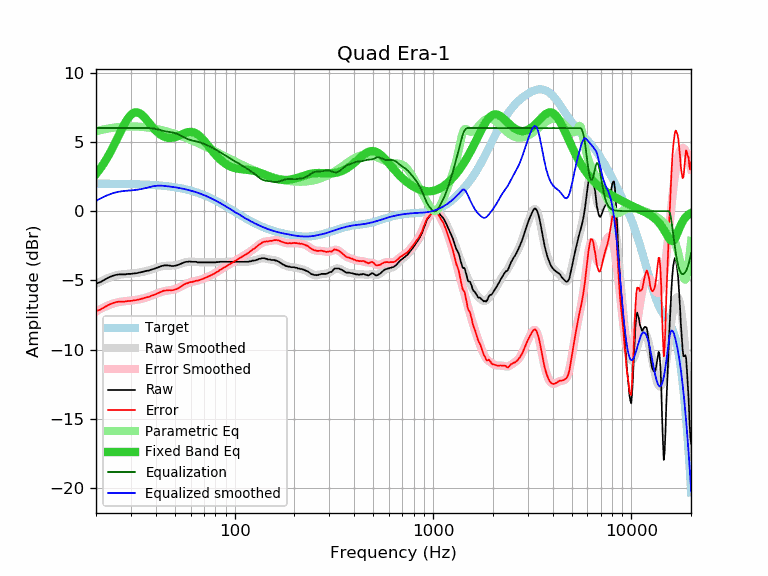 Quad Era-1
10
5
0
−5
−10
−15
−20
Amplitude (dBr)
Target
Raw Smoothed
Error Smoothed
Raw
Error
Parametric Eq
Fixed Band Eq
Equalization
Equalized smoothed
100
1000
10000
Frequency (Hz)